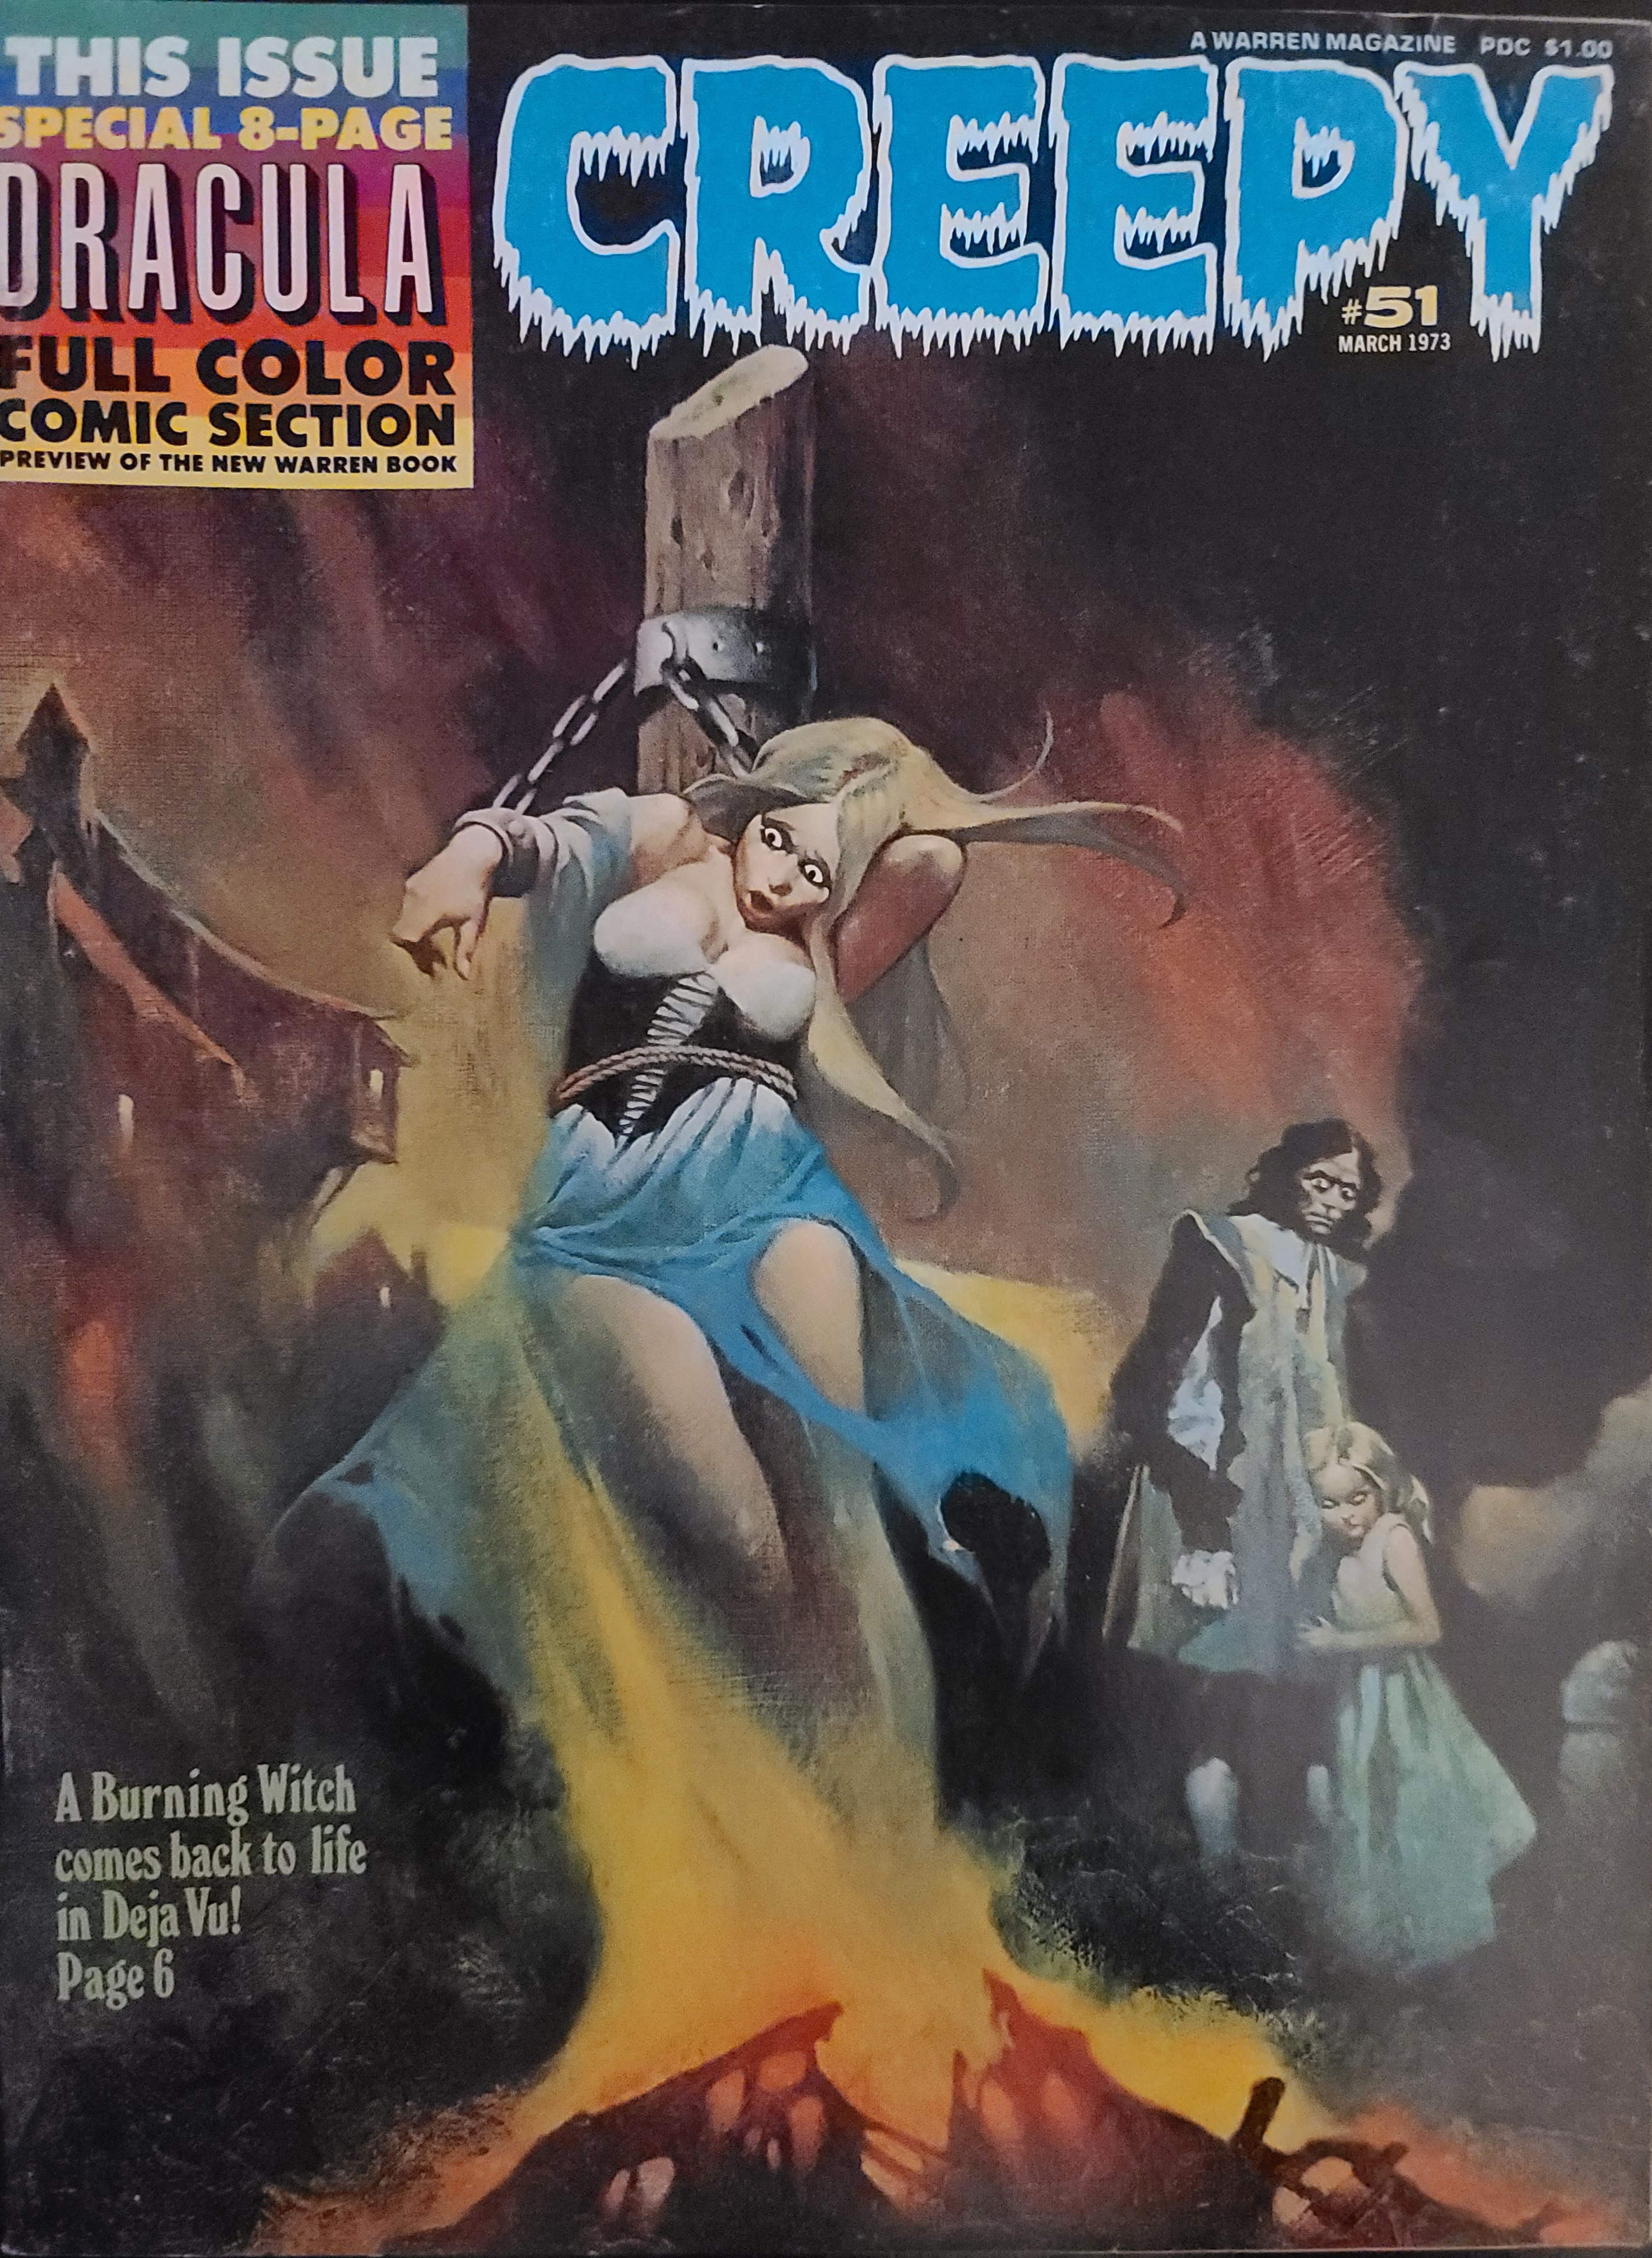 THIS ISSUE
SPECIAL 8-PAGE
DRACULA
FULL COLOR
COMIC SECTION
PREVIEW OF THE NEW WARREN BOOK
A WARREN MAGAZINE PDC $1.00
CREEPY
#51
MARCH 1973
A Burning Witch
comes back to life
in Deja Vu!
Page 6